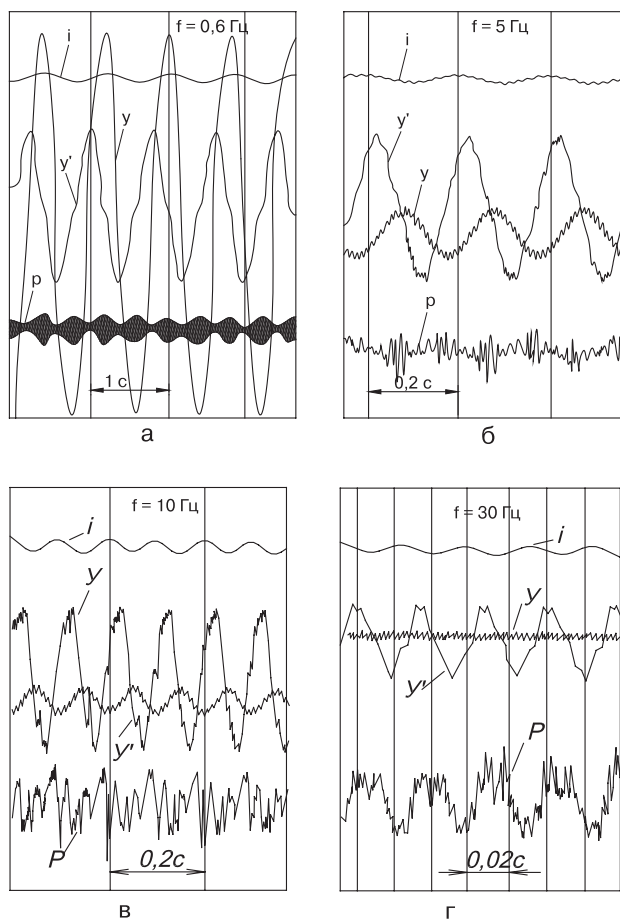 f = 0,6 Гц
i
y
y'
p
1 с
а
f = 5 Гц
i
y'
y
p
0,2 с
б
f = 10 Гц
i
y
y'
P
0,2с
в
f = 30 Гц
i
y
y'
P
0,02с
г